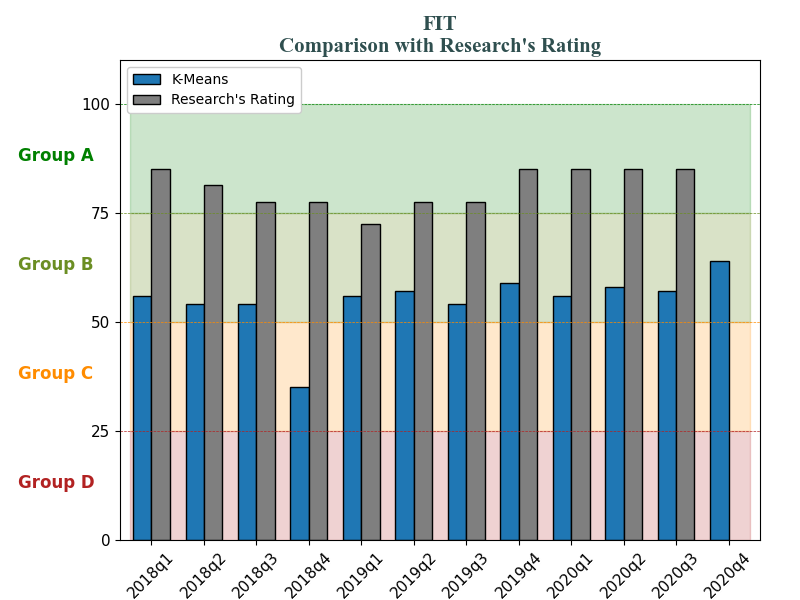 FIT
Comparison with Research's Rating
K-Means
Research's Rating
100
Group A
75
Group B
50
Group C
25
Group D
0
2018q1
2018q2
2018q3
2018q4
2019q1
2019q2
2019q3
2019q4
2020q1
2020q2
2020q3
2020q4